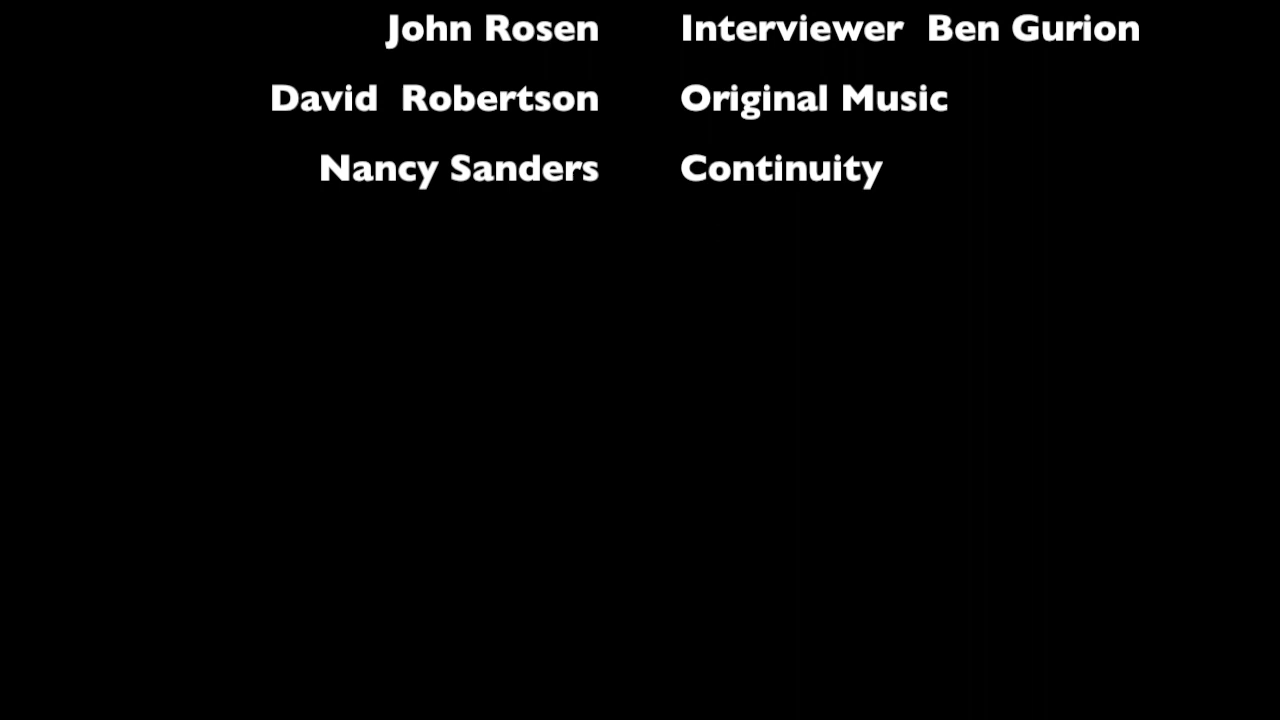 John Rosen Interviewer Ben Gurion
David Robertson Original Music
Nancy Sanders Continuity